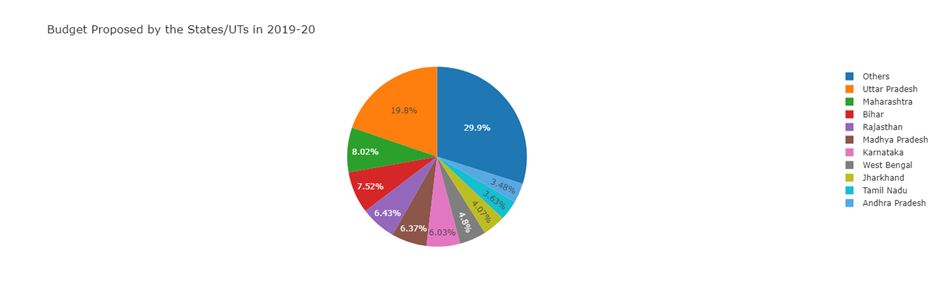 Budget Proposed by the States/UTs in 2019-20
29.9%
19.8%
8.02%
7.52%
6.43%
6.37%
6.03%
4.8%
4.07%
3.63%
3.48%
Others
Uttar Pradesh
Maharashtra
Bihar
Rajasthan
Madhya Pradesh
Karnataka
West Bengal
Jharkhand
Tamil Nadu
Andhra Pradesh